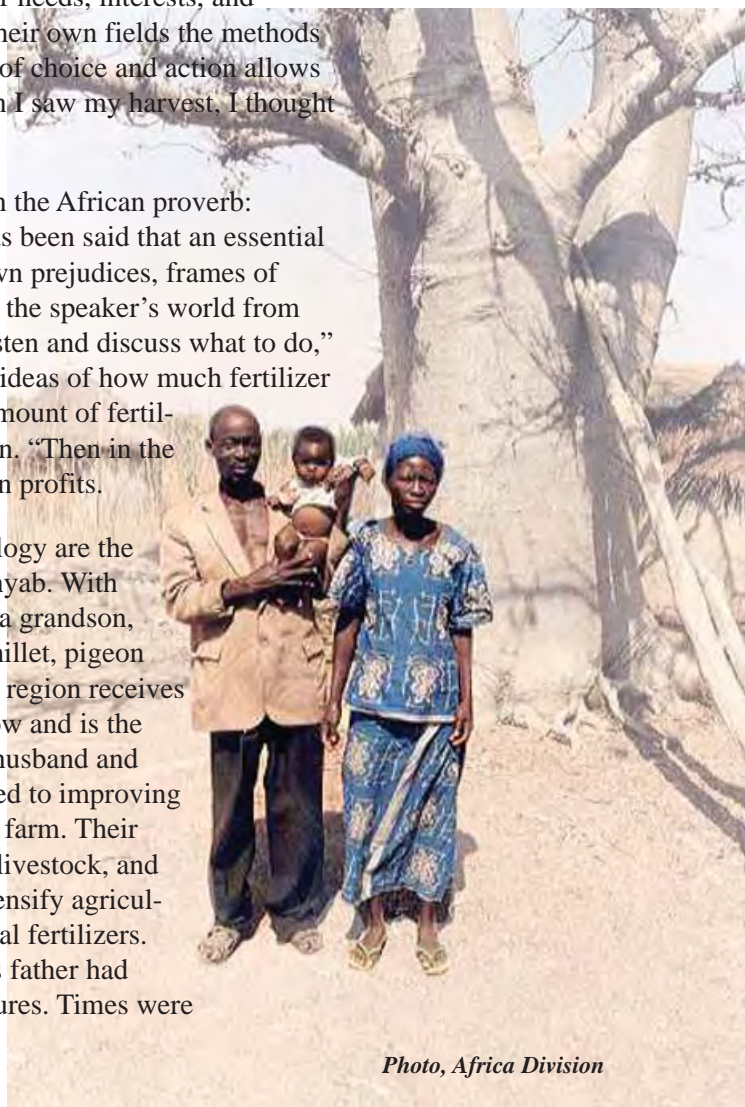 needs, interests, and
heir own fields the methods
of choice and action allows
n I saw my harvest, I thought
n the African proverb:
s been said that an essential
wn prejudices, frames of
the speaker’s world from
sten and discuss what to do,”
ideas of how much fertilizer
mount of fertil-
n. “Then in the
n profits.
logy are the
nyab. With
a grandson,
nillet, pigeon
region receives
ow and is the
husband and
ed to improving
farm. Their
livestock, and
ensify agricul-
al fertilizers.
s father had
ures. Times were
Photo, Africa Division